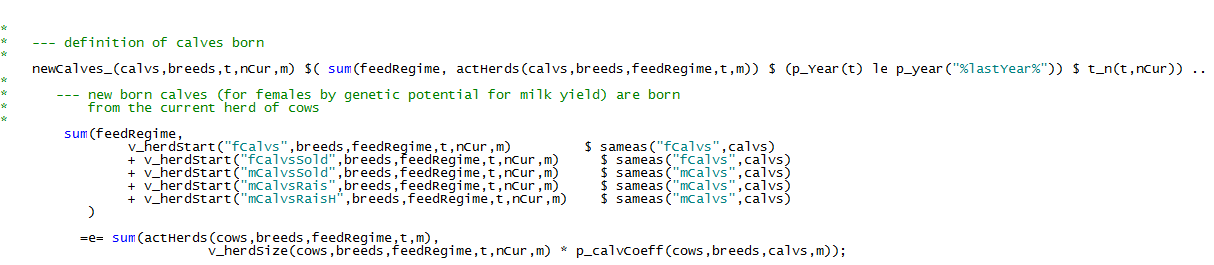 *
*   --- definition of calves born
*
    newCalves_(calvs,breeds,t,nCur,m) $( sum(feedRegime, actHerds(calvs,breeds,feedRegime,t,m)) $ (p_Year(t) le p_year("%lastYear%")) $ t_n(t,nCur)) ..
*
*      --- new born calves (for females by genetic potential for milk yield) are born
*          from the current herd of cows
*
        sum(feedRegime,
                v_herdStart("fCalvs",breeds,feedRegime,t,nCur,m)         $ sameas("fCalvs",calvs)
                + v_herdStart("fCalvsSold",breeds,feedRegime,t,nCur,m)     $ sameas("fCalvs",calvs)
                + v_herdStart("mCalvsSold",breeds,feedRegime,t,nCur,m)     $ sameas("mCalvs",calvs)
                + v_herdStart("mCalvsRais",breeds,feedRegime,t,nCur,m)     $ sameas("mCalvs",calvs)
                + v_herdStart("mCalvsRaisH",breeds,feedRegime,t,nCur,m)    $ sameas("mCalvs",calvs)
           )
          =e= sum(actHerds(cows,breeds,feedRegime,t,m),
                          v_herdSize(cows,breeds,feedRegime,t,nCur,m) * p_calvCoeff(cows,breeds,calvs,m));